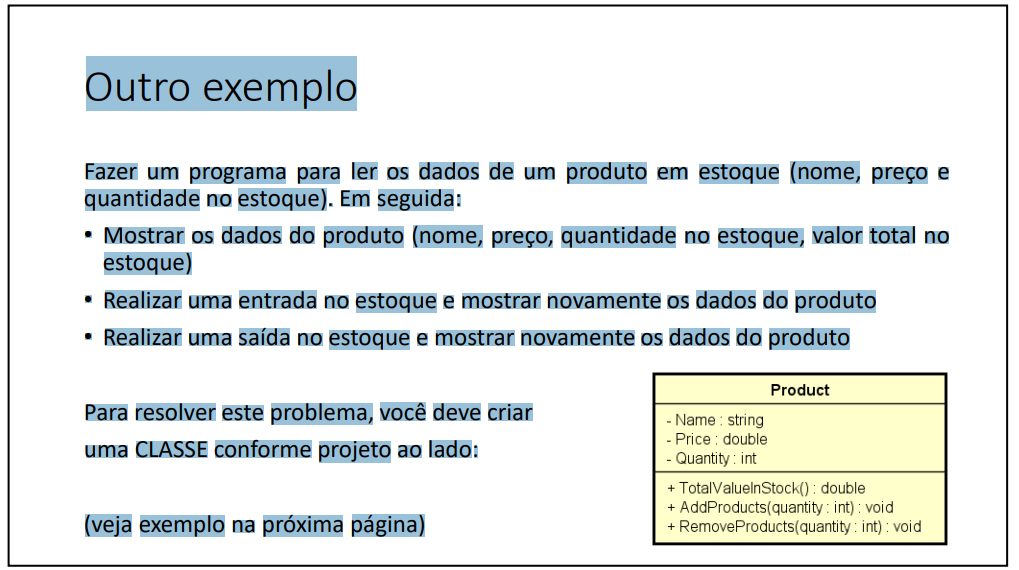 Outro exemplo
Fazer um programa para ler os dados de um produto em estoque (nome, preço e
quantidade no estoque). Em seguida:
• Mostrar os dados do produto (nome, preço, quantidade no estoque, valor total no
estoque)
• Realizar uma entrada no estoque e mostrar novamente os dados do produto
• Realizar uma saída no estoque e mostrar novamente os dados do produto
Para resolver este problema, você deve criar
uma CLASSE conforme projeto ao lado:
(veja exemplo na próxima página)
Product
- Name : string
- Price : double
- Quantity : int
+ TotalValueInStock() : double
+ AddProducts(quantity : int) : void
+ RemoveProducts(quantity : int) : void